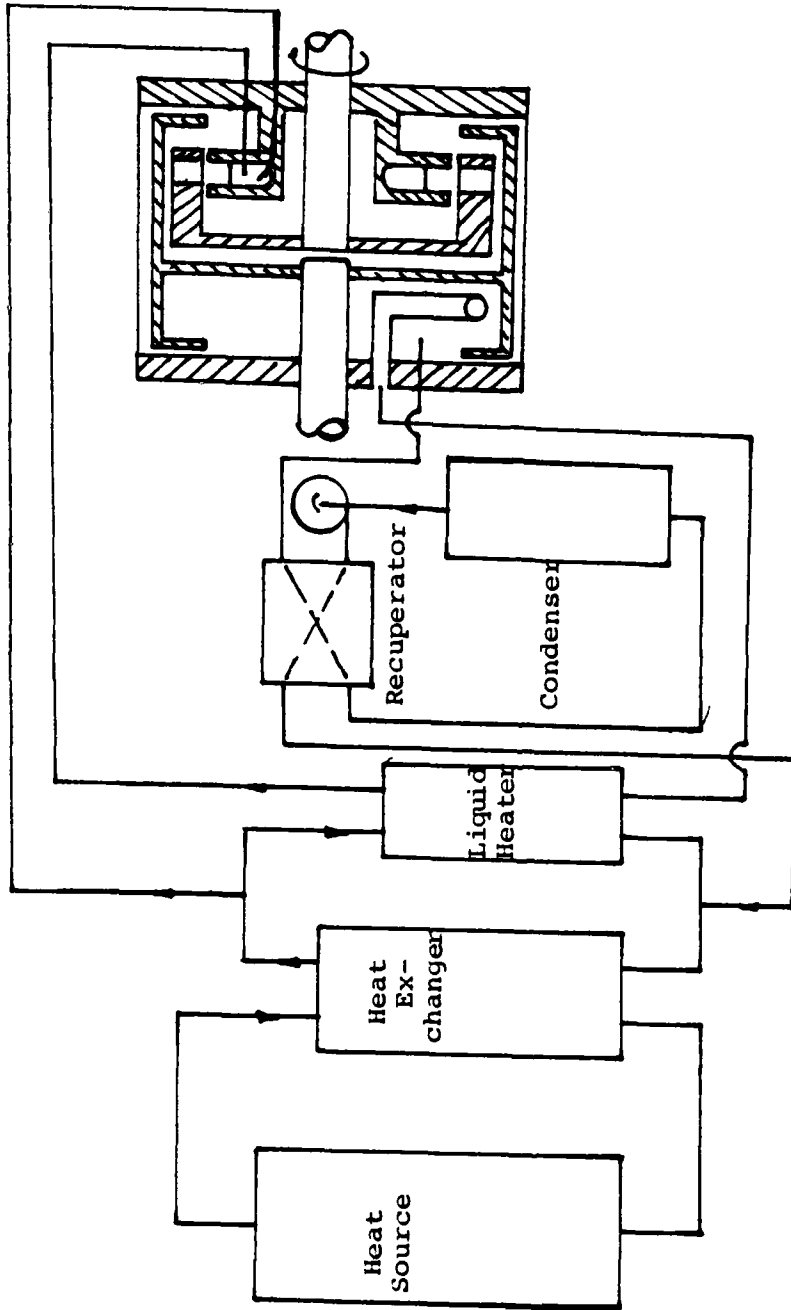 Heat
Source
Heat
Ex-
changer
Liquid
Heater
Recuperator
Condenser